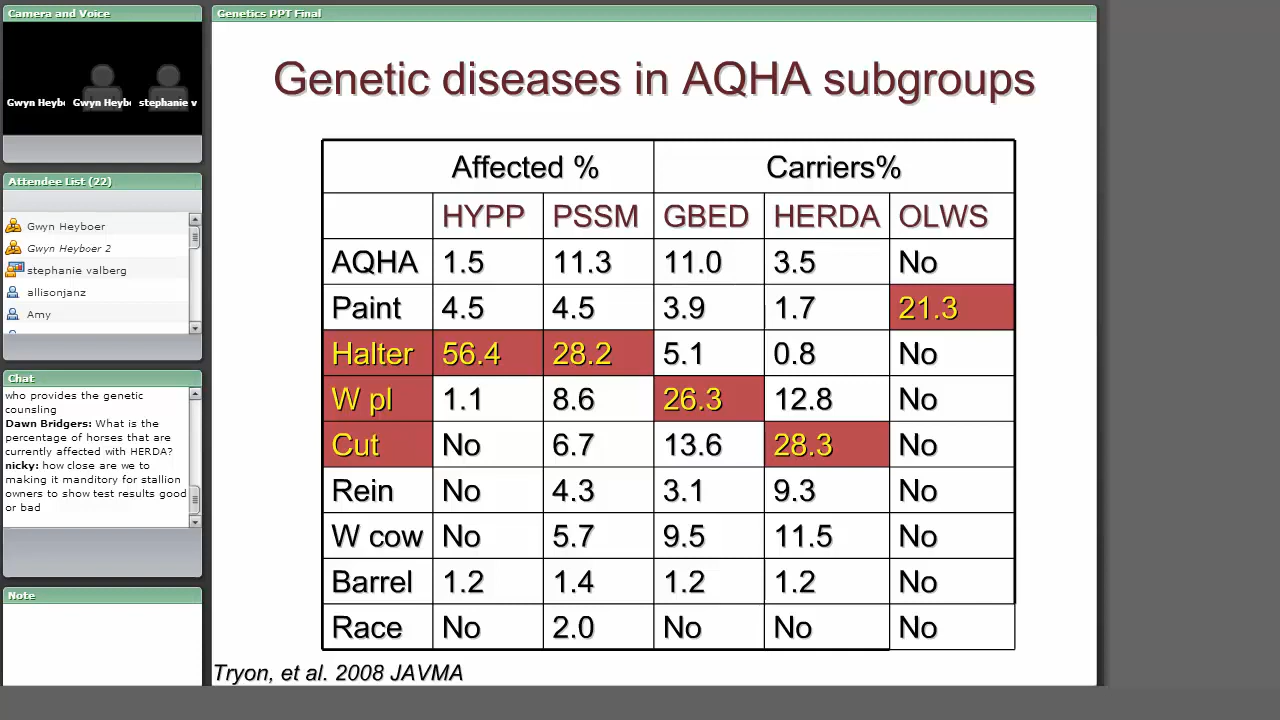 Camera and Voice
Gwyn Heyb
Gwyn Heyb
stephanie v
Attendee List (22)
Gwyn Heyboer
Gwyn Heyboer 2
stephanie valberg
allisonjanz
Amy
Chat
who provides the genetic
counsling
Dawn Bridgers: What is the
percentage of horses that are
currently affected with HERDA?
nicky: how close are we to
making it manditory for stallion
owners to show test results good
or bad
Note
Genetics PPT Final
Genetic diseases in AQHA subgroups
Affected % Carriers%
HYPP PSSM GBED HERDA OLWS
AQHA 1.5 11.3 11.0 3.5 No
Paint 4.5 4.5 3.9 1.7 21.3
Halter 56.4 28.2 5.1 0.8 No
W pl 1.1 8.6 26.3 12.8 No
Cut No 6.7 13.6 28.3 No
Rein No 4.3 3.1 9.3 No
W cow No 5.7 9.5 11.5 No
Barrel 1.2 1.4 1.2 1.2 No
Race No 2.0 No No No
Tryon, et al. 2008 JAVMA